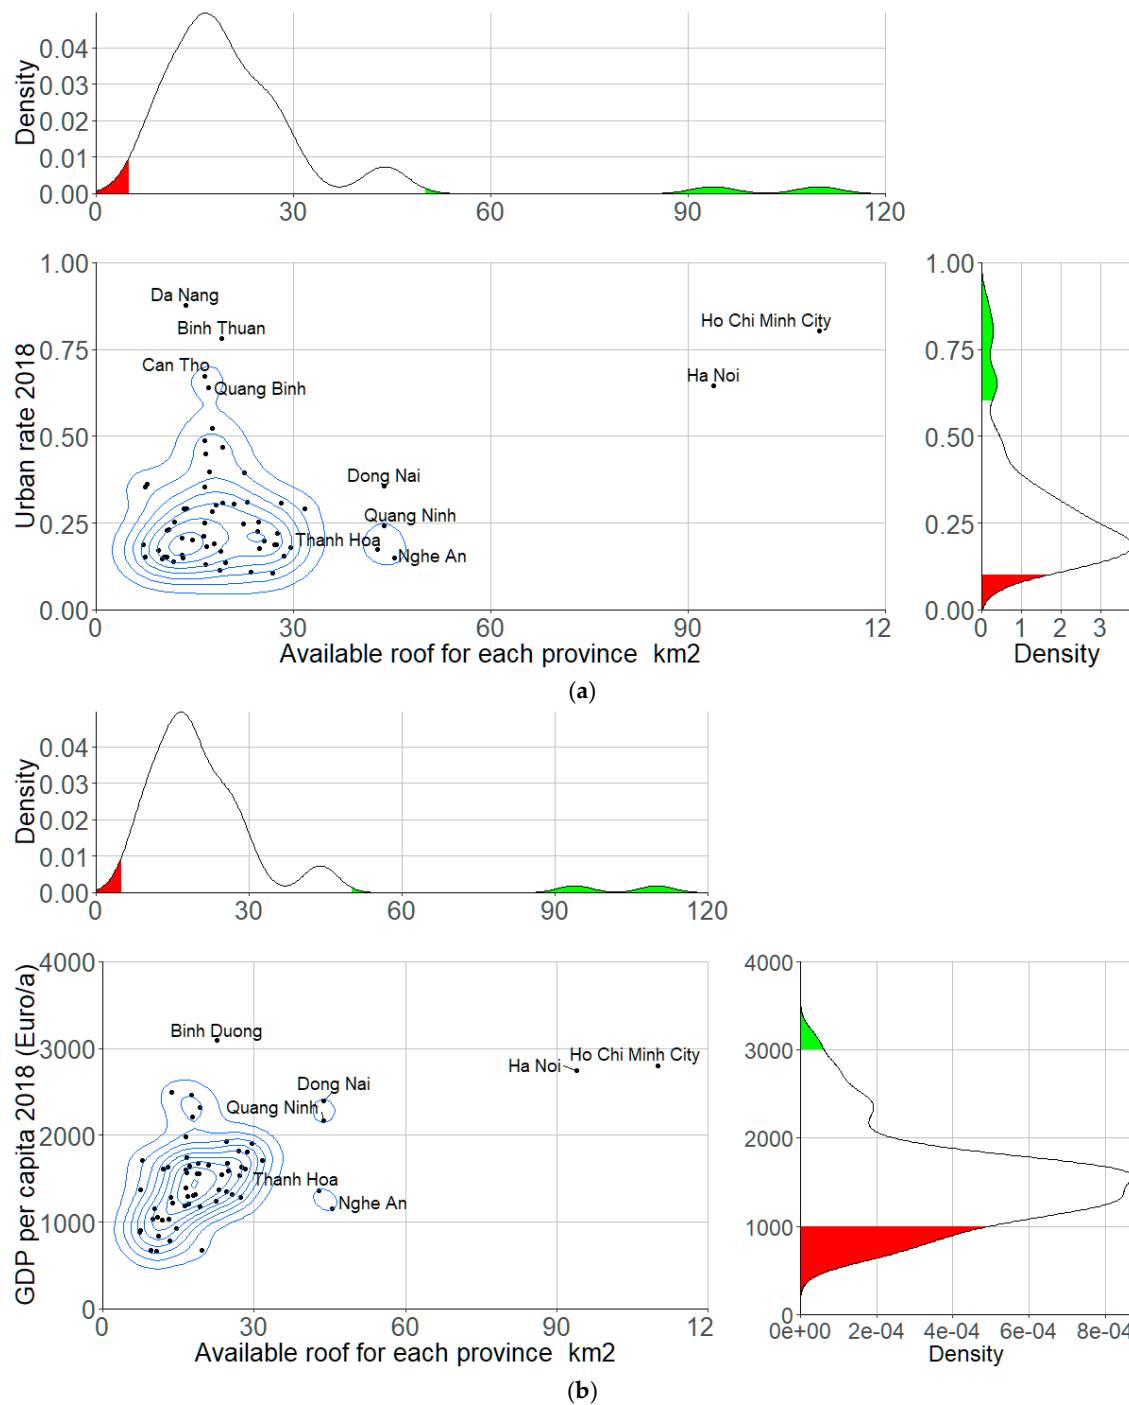 Density
0.04
0.03
0.02
0.01
0.00
0 30 60 90 120
Urban rate 2018
1.00
0.75
0.50
0.25
0.00
Da Nang
Binh Thuan
Can Tho
Quang Binh
Ho Chi Minh City
Ha Noi
Dong Nai
Quang Ninh
Thanh Hoa
Nghe An
0 30 60 90 12
Available roof for each province km2
1.00
0.75
0.50
0.25
0.00
0 1 2 3
Density
(a)
Density
0.04
0.03
0.02
0.01
0.00
0 30 60 90 120
GDP per capita 2018 (Euro/a)
4000
3000
2000
1000
0
Binh Duong
Ha Noi
Ho Chi Minh City
Dong Nai
Quang Ninh
Thanh Hoa
Nghe An
0 30 60 90 12
Available roof for each province km2
4000
3000
2000
1000
0
0e+00 2e-04 4e-04 6e-04 8e-04
Density
(b)